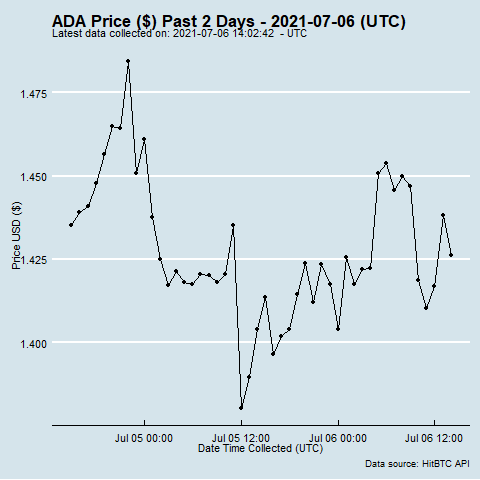 ADA Price ($) Past 2 Days - 2021-07-06 (UTC)
Latest data collected on: 2021-07-06 14:02:42  - UTC
1.475
1.450
1.425
1.400
Price USD ($)
Jul 05 00:00
Jul 05 12:00
Jul 06 00:00
Jul 06 12:00
Date Time Collected (UTC)
Data source: HitBTC API